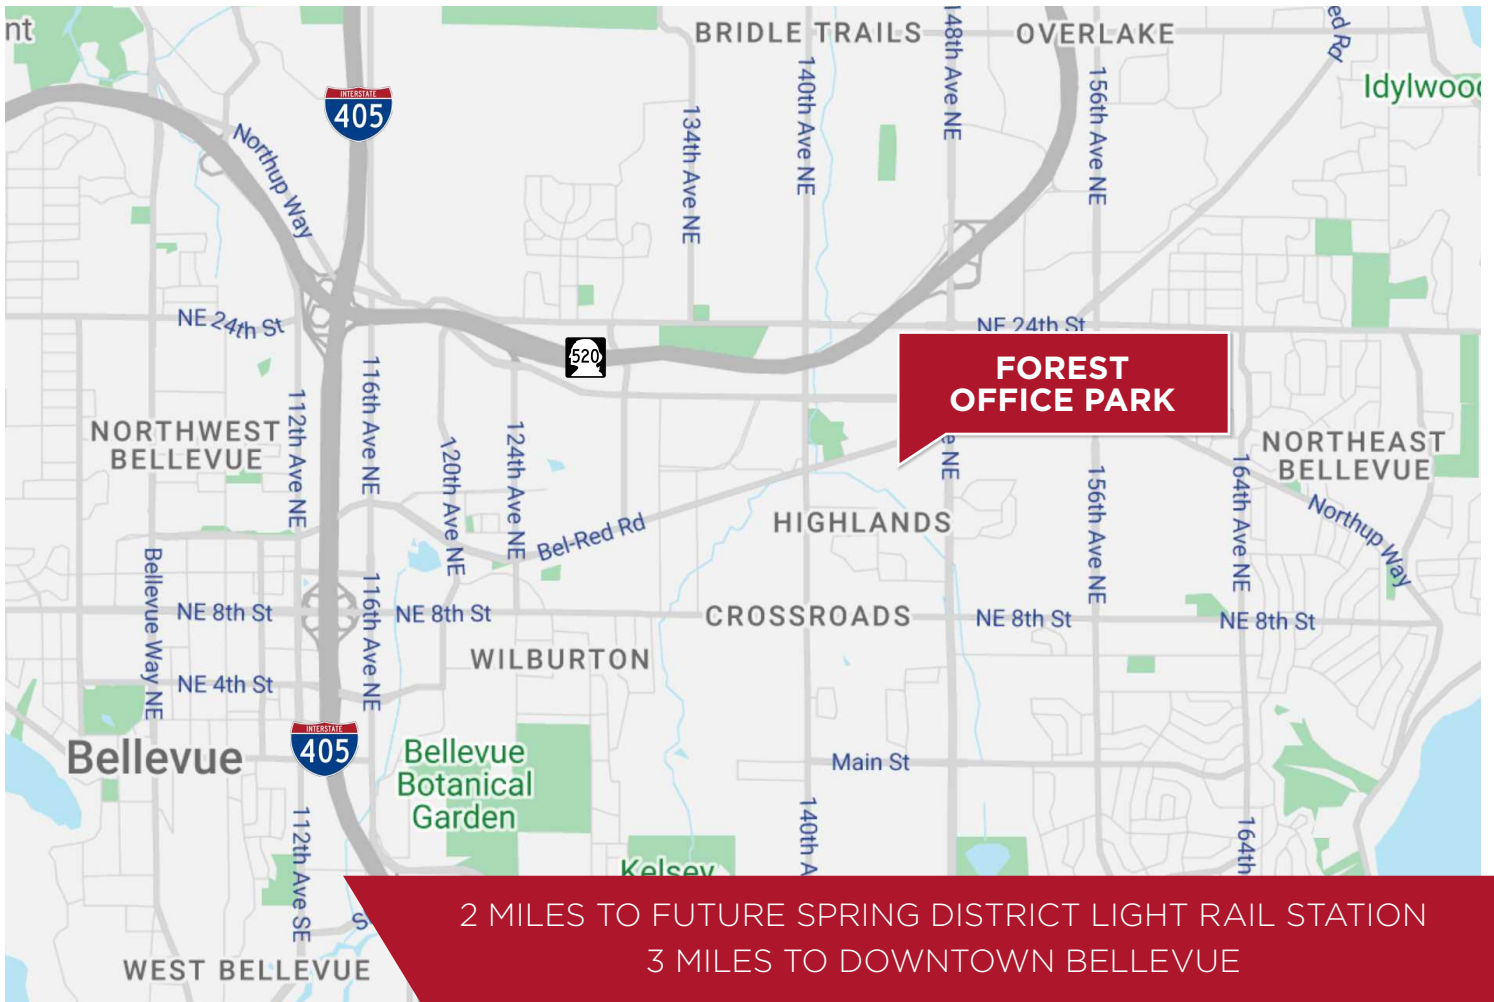 nt
BRIDLE TRAILS
OVERLAKE
148th Ave NE
140th Ave NE
156th Ave NE
134th Ave NE
INTERSTATE
405
Northup Way
NE 24th St
NE 24th St
520
FOREST
OFFICE PARK
NORTHWEST
BELLEVUE
112th Ave NE
116th Ave NE
120th Ave NE
124th Ave NE
e NE
156th Ave NE
164th Ave NE
NORTHEAST
BELLEVUE
Northup Way
HIGHLANDS
Bel-Red Rd
Bellevue Way NE
NE 8th St
116th Ave NE
NE 8th St
CROSSROADS
NE 8th St
NE 8th St
WILBURTON
NE 4th St
INTERSTATE
405
Bellevue
Bellevue
Botanical
Garden
Main St
112th Ave SE
140th A
164th
Kelsey
S
WEST BELLEVUE
2 MILES TO FUTURE SPRING DISTRICT LIGHT RAIL STATION
3 MILES TO DOWNTOWN BELLEVUE